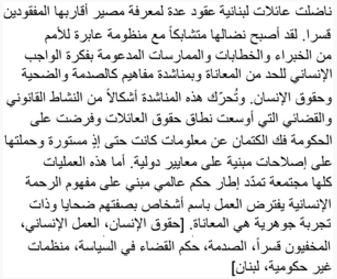 ناضلت عائلات لبنانية عقود عدة لمعرفة مصير أقاربها المفقودين
قسرا. لقد أصبح نضالها متشابكاً مع منظومة عابرة للأمم
من الخبراء والخطابات والممارسات المدعومة بفكرة الواجب
الإنساني للحد من المعاناة وبمناشدة مفاهيم كالصدمة والضحية
وحقوق الإنسان. وتُحرّك هذه المناشدة أشكالاً من النشاط القانوني
والقضائي التي أوسعت نطاق حقوق العائلات وفرضت على
الحكومة فك الكتمان عن معلومات كانت حتى إذٍ مستورة وحملتها
على إصلاحات مبنية على معايير دولية. أما هذه العمليات
كلها مجتمعة تمدّد إطار حكم عالمي مبني على مفهوم الرحمة
الإنسانية يفترض العمل باسم أشخاص بصفتهم ضحايا وذات
تجربة جوهرية هي المعاناة. [حقوق الإنسان، العمل الإنساني،
المخفيون قسراً، الصدمة، حكم القضاء في السياسة، منظمات
غير حكومية، لبنان]